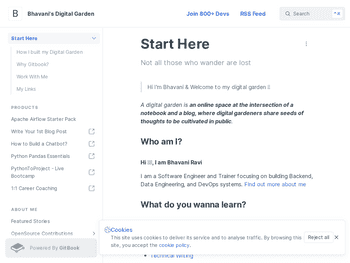 B Bhavani's Digital Garden
Join 800+ Devs
RSS Feed
Search
Start Here
How I built my Digital Garden
Why Gitbook?
Work With Me
My Links
PRODUCTS
Apache Airflow Starter Pack
Write Your 1st Blog Post
How to Build a Chatbot?
Python Pandas Essentials
PythonToProject - Live
Bootcamp
1:1 Career Coaching
ABOUT ME
Featured Stories
OpenSource Contributions
Powered By GitBook
Start Here
Not all those who wander are lost
Hi I'm Bhavani & Welcome to my digital garden
A digital garden is an online space at the intersection of a
notebook and a blog, where digital gardeners share seeds of
thoughts to be cultivated in public.
Who am I?
Hi, I am Bhavani Ravi
I am a Software Engineer and Trainer focusing on building Backend,
Data Engineering, and DevOps systems. Find out more about me
What do you wanna learn?
Cookies
This site uses cookies to deliver its service and to analyse traffic. By browsing this
site, you accept the cookie policy.
Reject all
Technical Writing